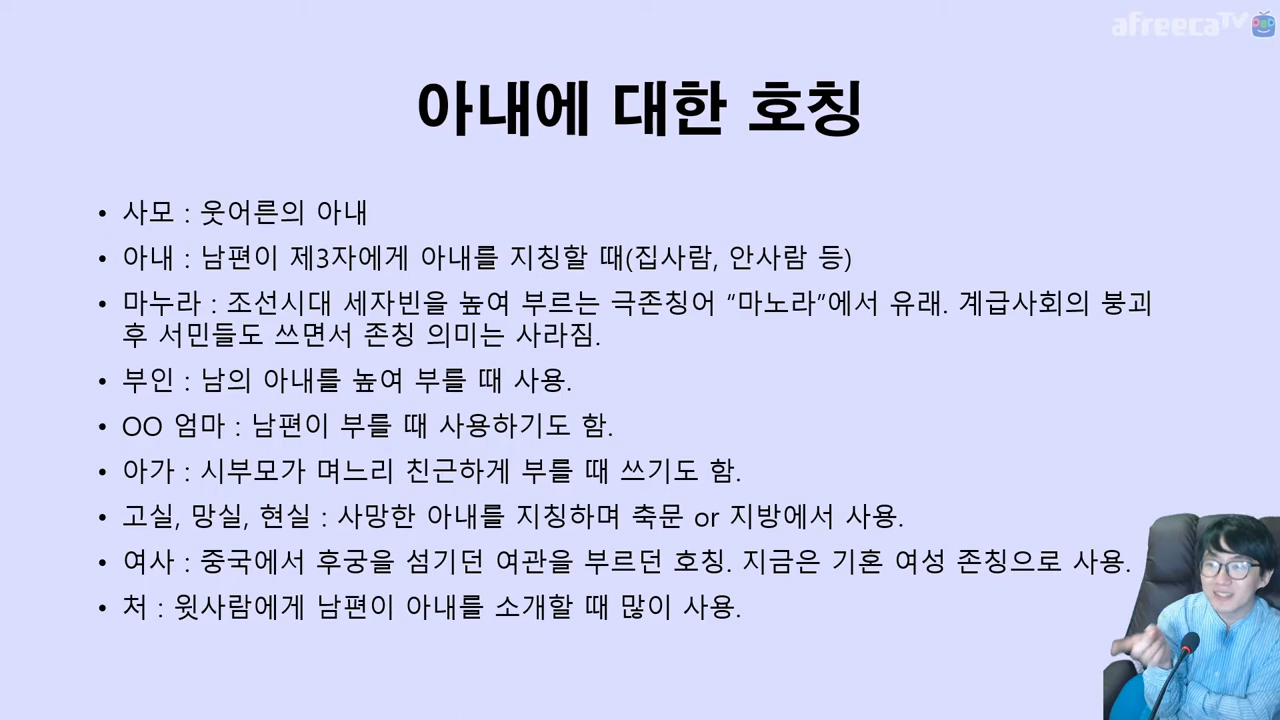 afreecaTV
아내에 대한 호칭
• 사모 : 웃어른의 아내
• 아내 : 남편이 제3자에게 아내를 지칭할 때(집사람, 안사람 등)
• 마누라 : 조선시대 세자빈을 높여 부르는 극존칭어 “마노라”에서 유래. 계급사회의 붕괴
후 서민들도 쓰면서 존칭 의미는 사라짐.
• 부인 : 남의 아내를 높여 부를 때 사용.
• OO 엄마 : 남편이 부를 때 사용하기도 함.
• 아가 : 시부모가 며느리 친근하게 부를 때 쓰기도 함.
• 고실, 망실, 현실 : 사망한 아내를 지칭하며 축문 or 지방에서 사용.
• 여사 : 중국에서 후궁을 섬기던 여관을 부르던 호칭. 지금은 기혼 여성 존칭으로 사용.
• 처 : 윗사람에게 남편이 아내를 소개할 때 많이 사용.